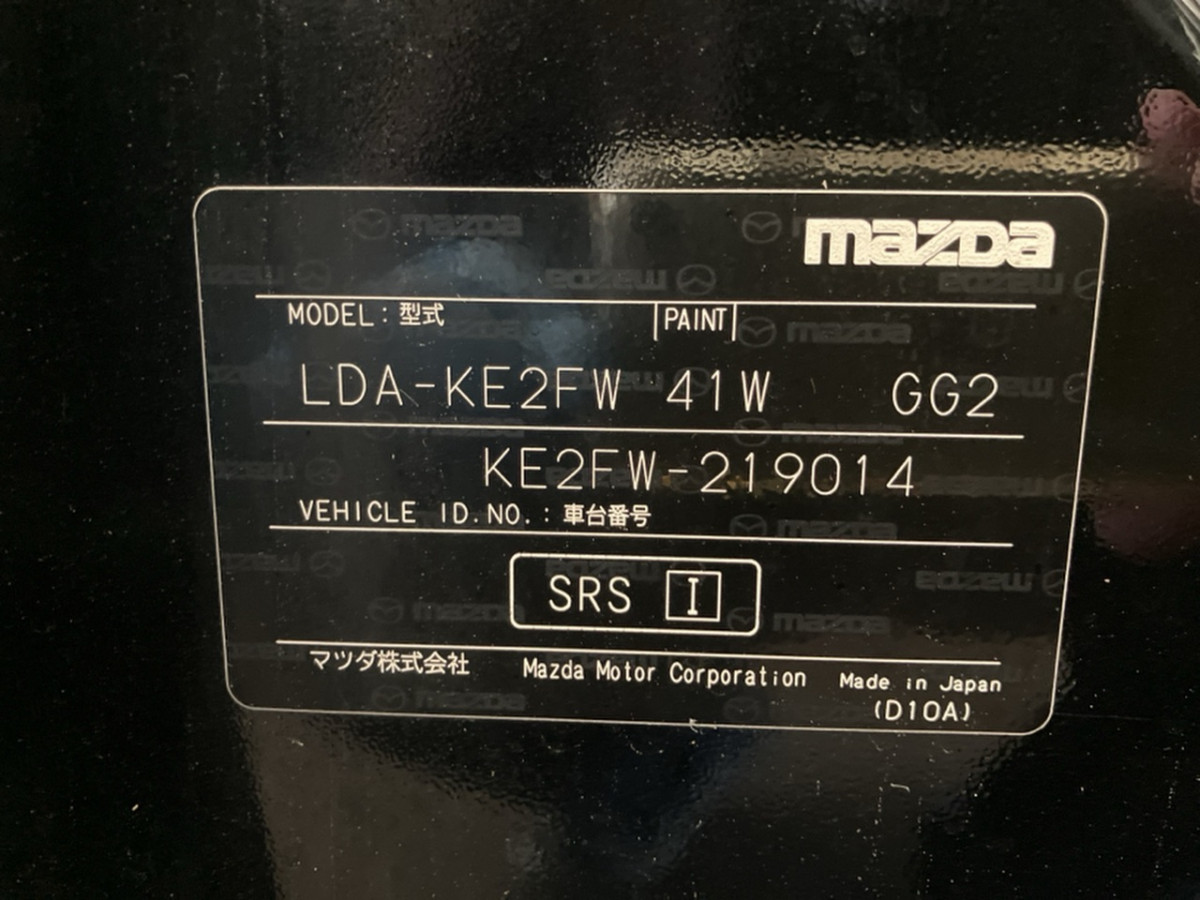 mazda
MODEL: 型式 PAINT
LDA-KE2FW 41W GG2
KE2FW-219014
VEHICLE ID.NO.: 車台番号
SRS I
マツダ株式会社 Mazda Motor Corporation Made in Japan
(D10A)